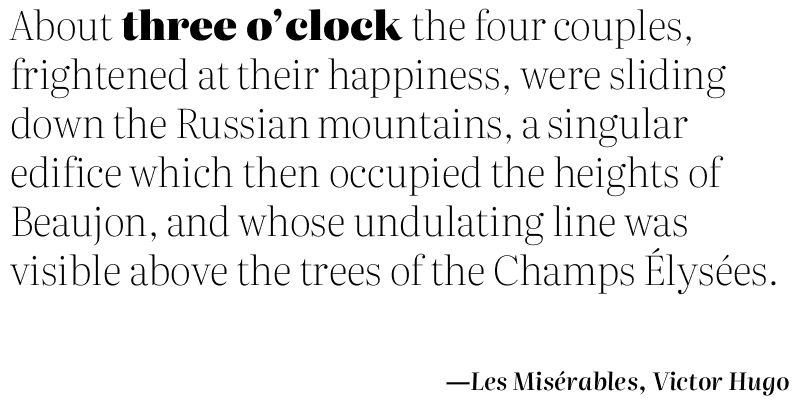 About three o’clock the four couples,
frightened at their happiness, were sliding
down the Russian mountains, a singular
edifice which then occupied the heights of
Beaujon, and whose undulating line was
visible above the trees of the Champs Élysées.
—Les Misérables, Victor Hugo